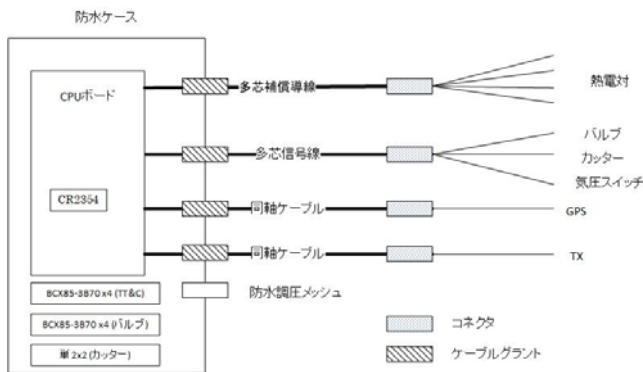 防水ケース
CPUボード
CR2354
BCX85-3B70 x4 (TT&C)
BCX85-3B70 x4 (バルブ)
単2x2(カッター)
多芯補償導線
熱電対
多芯信号線
バルブ
カッター
気圧スイッチ
同軸ケーブル
GPS
同軸ケーブル
TX
防水調圧メッシュ
コネクタ
ケーブルグラント